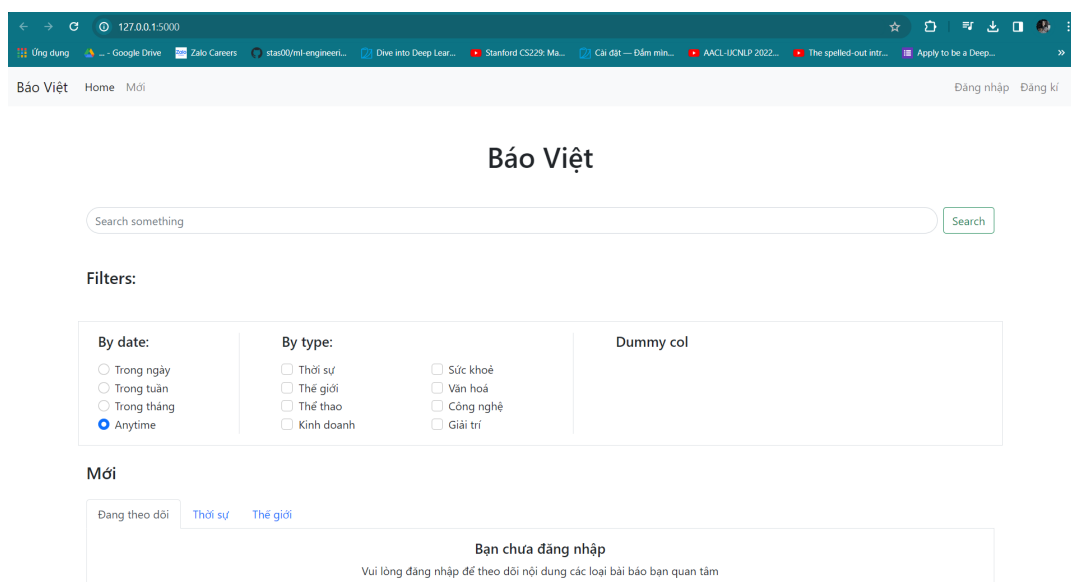 127.0.0.1:5000
Ứng dụng ... - Google Drive Zalo Careers stas00/ml-engineeri... Dive into Deep Lear... Stanford CS229: Ma... Cài đặt — Đắm mìn... AACL-IJCNLP 2022... The spelled-out intr... Apply to be a Deep... »
Báo Việt Home Mới Đăng nhập Đăng kí
Báo Việt
Search something Search
Filters:
By date: By type: Dummy col
Trong ngày Thời sự Sức khoẻ
Trong tuần Thế giới Văn hoá
Trong tháng Thể thao Công nghệ
Anytime Kinh doanh Giải trí
Mới
Đang theo dõi Thời sự Thế giới
Bạn chưa đăng nhập
Vui lòng đăng nhập để theo dõi nội dung các loại bài báo bạn quan tâm